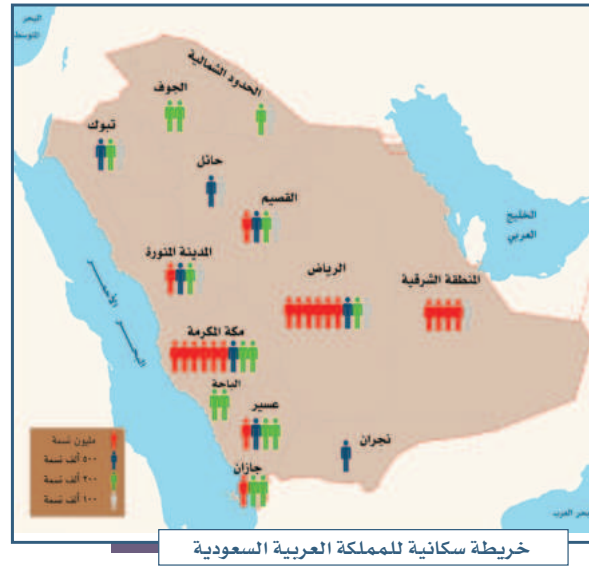 البحر
المتوسط
الحدود الشمالية
الجوف
تبوك
حائل
القصيم
الخليج
العربي
المدينة المنورة
الرياض
المنطقة الشرقية
البحر الأحمر
مكة المكرمة
الباحة
عسير
نجران
جازان
مليون نسمة
٥٠٠ ألف نسمة
٢٠٠ ألف نسمة
١٠٠ ألف نسمة
بحر العرب
خريطة سكانية للمملكة العربية السعودية